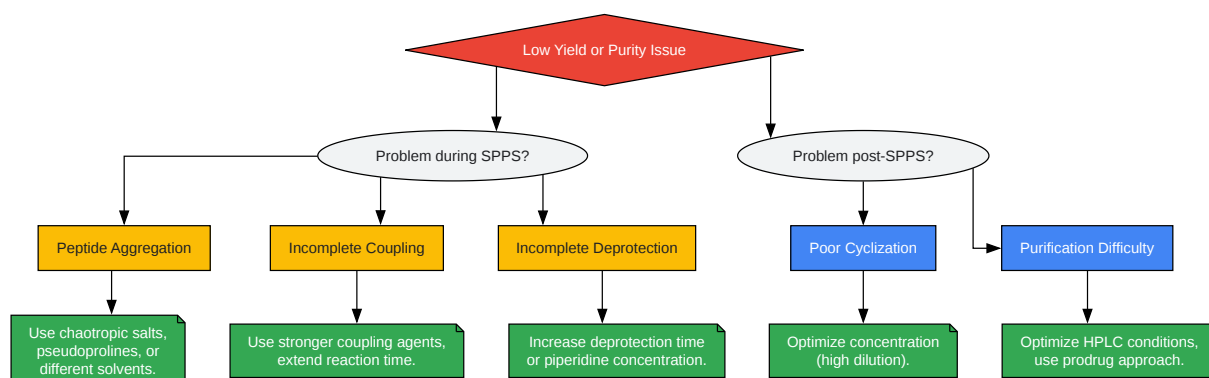 Low Yield or Purity Issue
Problem during SPPS?
Problem post-SPPS?
Peptide Aggregation
Incomplete Coupling
Incomplete Deprotection
Poor Cyclization
Purification Difficulty
Use chaotropic salts,
pseudoprolines, or
different solvents.
Use stronger coupling agents,
extend reaction time.
Increase deprotection time
or piperidine concentration.
Optimize concentration
(high dilution).
Optimize HPLC conditions,
use prodrug approach.